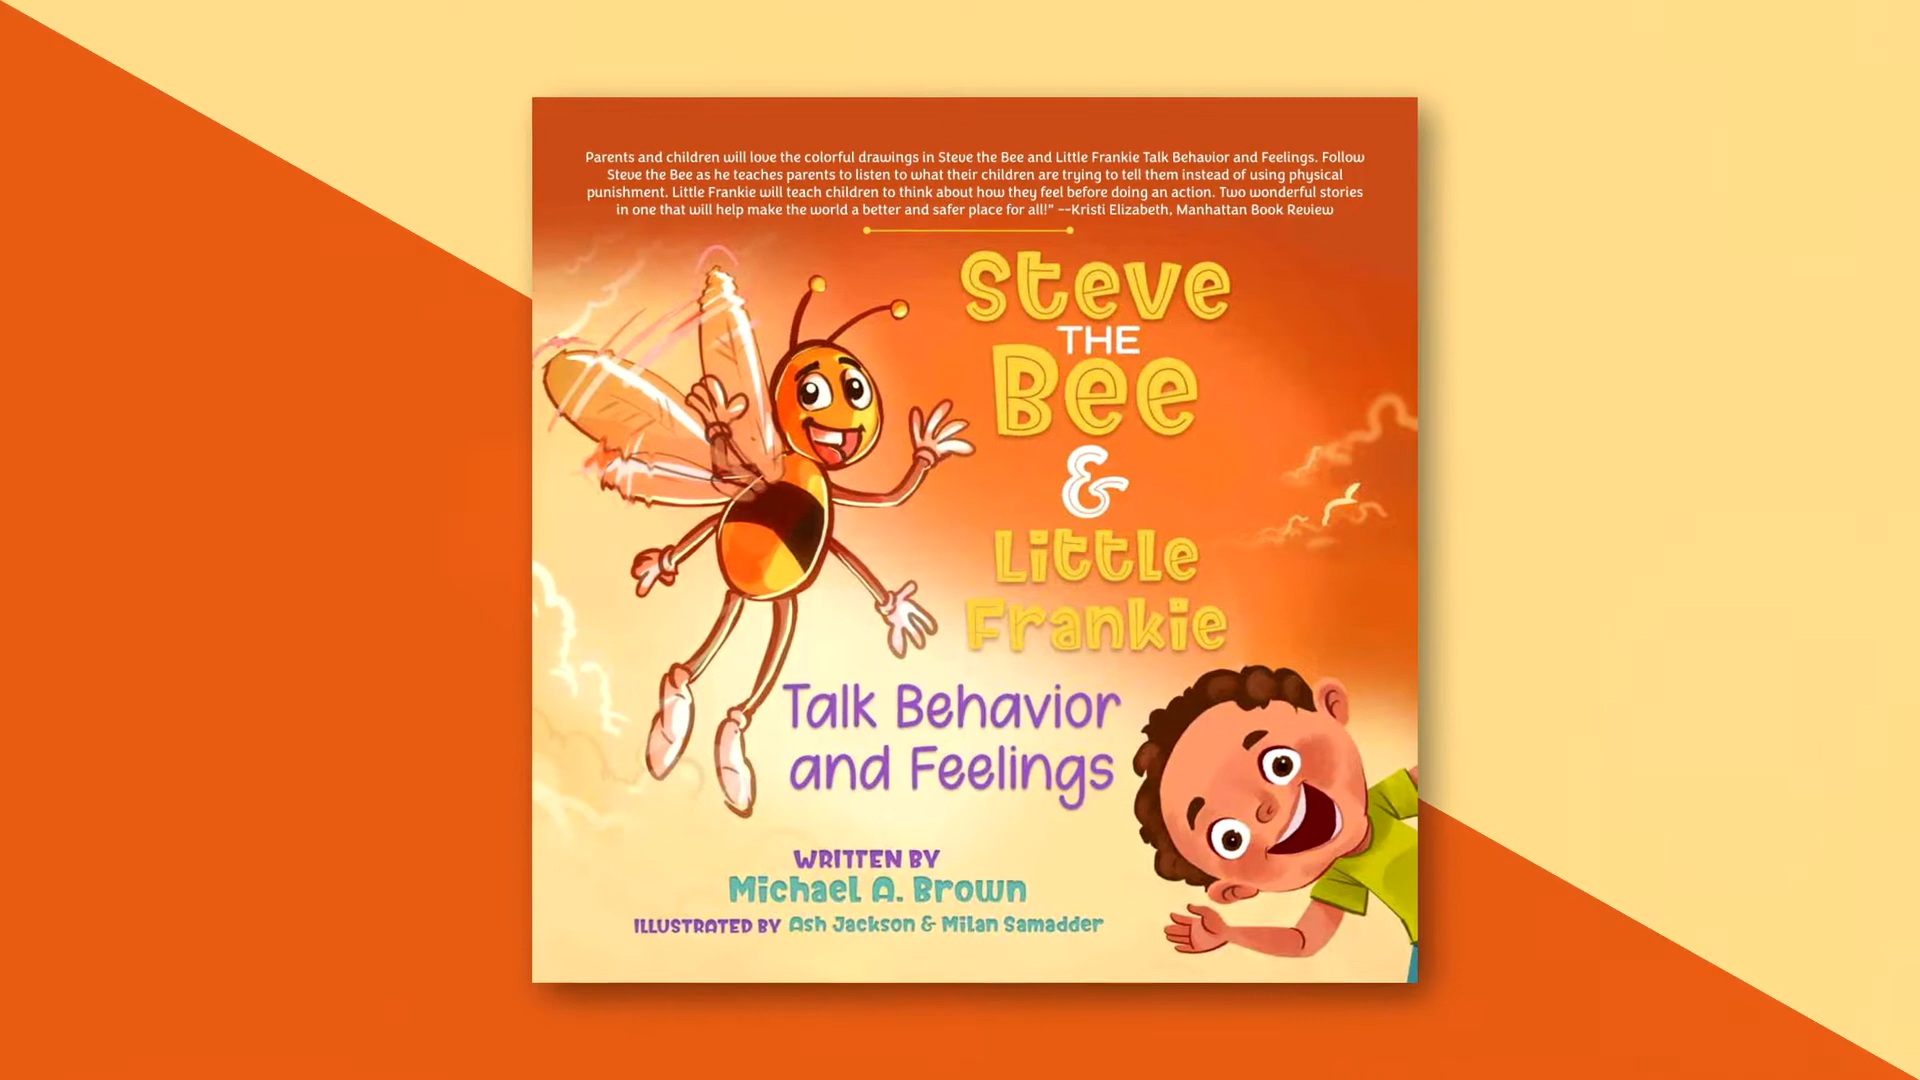 Parents and children will love the colorful drawings in Steve the Bee and Little Frankie Talk Behavior and Feelings. Follow
Steve the Bee as he teaches parents to listen to what their children are trying to tell them instead of using physical
punishment. Little Frankie will teach children to think about how they feel before doing an action. Two wonderful stories
in one that will help make the world a better and safer place for all!" --Kristi Elizabeth, Manhattan Book Review
Steve
THE
Bee
&
Little
Frankie
Talk Behavior
and Feelings
WRITTEN BY
Michael A. Brown
ILLUSTRATED BY Ash Jackson & Milan Samadder